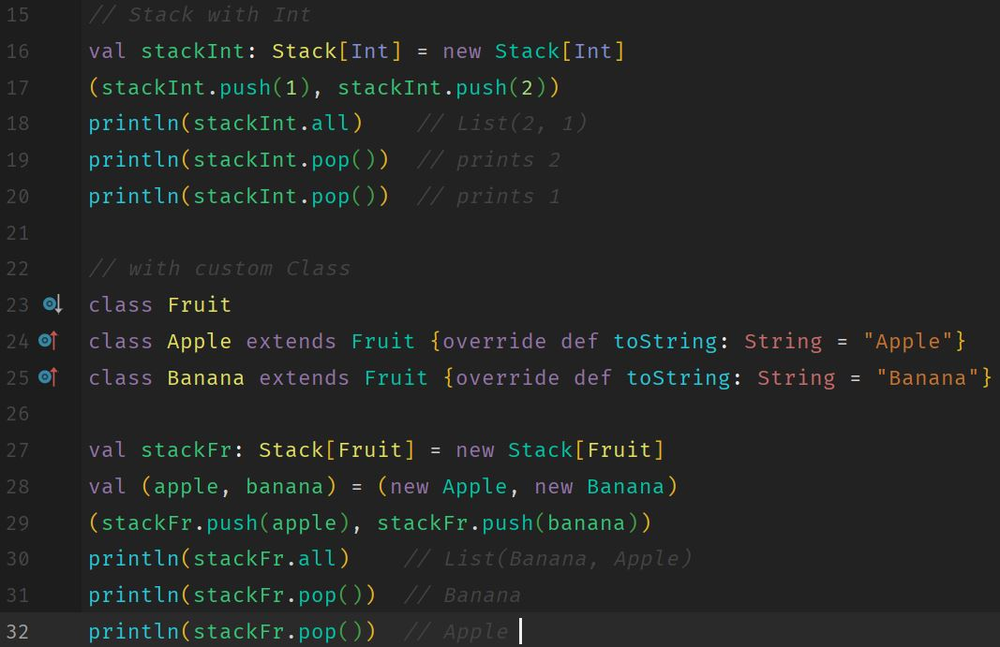 15 // Stack with Int
16 val stackInt: Stack[Int] = new Stack[Int]
17 (stackInt.push(1), stackInt.push(2))
18 println(stackInt.all)    // List(2, 1)
19 println(stackInt.pop())  // prints 2
20 println(stackInt.pop())  // prints 1
21
22 // with custom Class
23 class Fruit
24 class Apple extends Fruit {override def toString: String = "Apple"}
25 class Banana extends Fruit {override def toString: String = "Banana"}
26
27 val stackFr: Stack[Fruit] = new Stack[Fruit]
28 val (apple, banana) = (new Apple, new Banana)
29 (stackFr.push(apple), stackFr.push(banana))
30 println(stackFr.all)    // List(Banana, Apple)
31 println(stackFr.pop())  // Banana
32 println(stackFr.pop())  // Apple